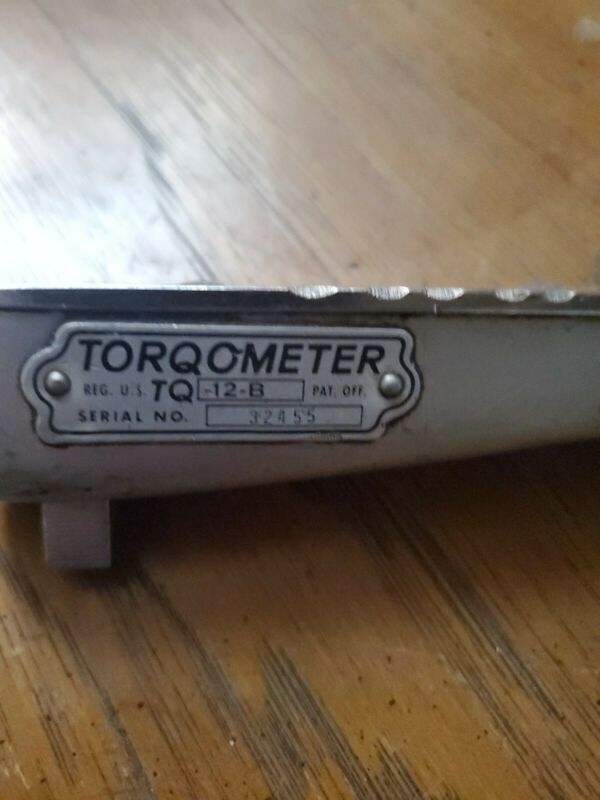 TORQOMETER
REG. U.S. TQ -12-B PAT. OFF.
SERIAL NO. 32455